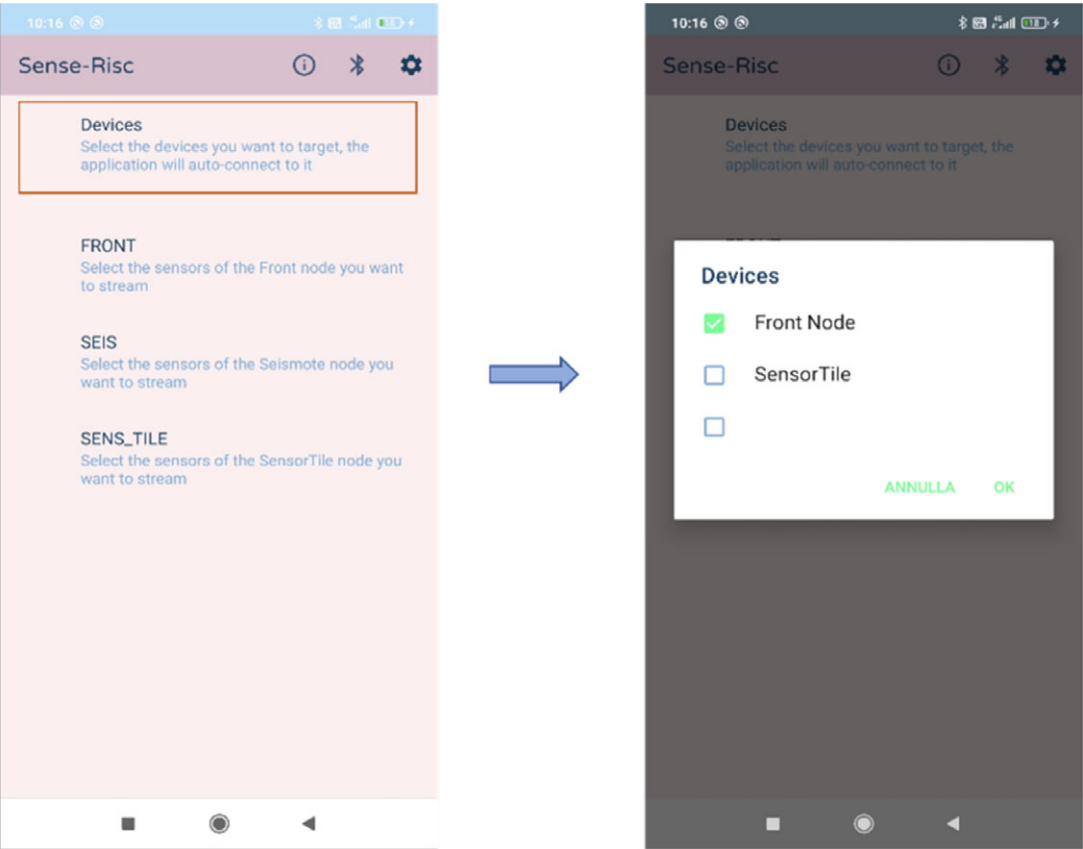 10:16
Sense-Risc
Devices
Select the devices you want to target, the
application will auto-connect to it
FRONT
Select the sensors of the Front node you want
to stream
SEIS
Select the sensors of the Seismote node you
want to stream
SENS_TILE
Select the sensors of the SensorTile node you
want to stream
10:16
Sense-Risc
Devices
Select the devices you want to target, the
application will auto-connect to it
Devices
Front Node
SensorTile
ANNULLA OK